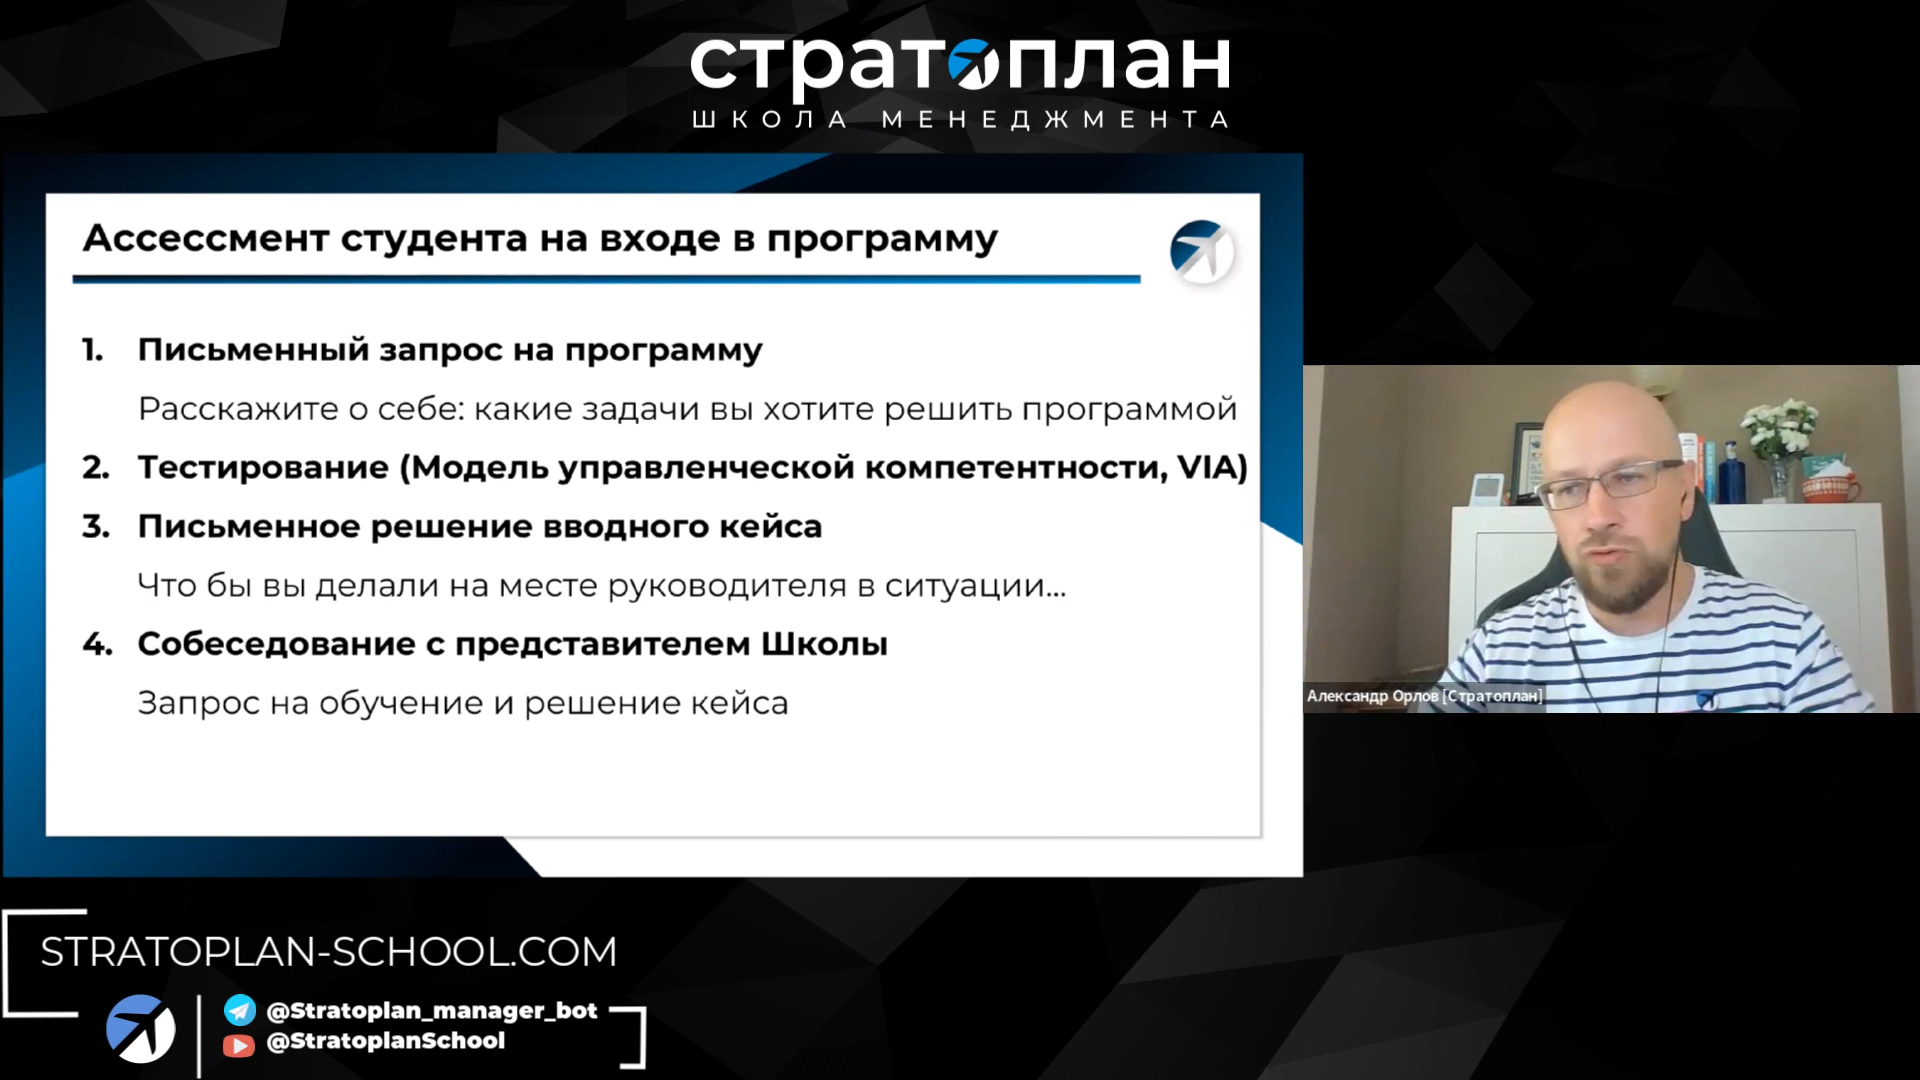 стратоплан
ШКОЛА МЕНЕДЖМЕНТА
Ассессмент студента на входе в программу
1. Письменный запрос на программу
Расскажите о себе: какие задачи вы хотите решить программой
2. Тестирование (Модель управленческой компетентности, VIA)
3. Письменное решение вводного кейса
Что бы вы делали на месте руководителя в ситуации...
4. Собеседование с представителем Школы
Запрос на обучение и решение кейса
Александр Орлов [Стратоплан]
STRATOPLAN-SCHOOL.COM
@Stratoplan_manager_bot
@StratoplanSchool